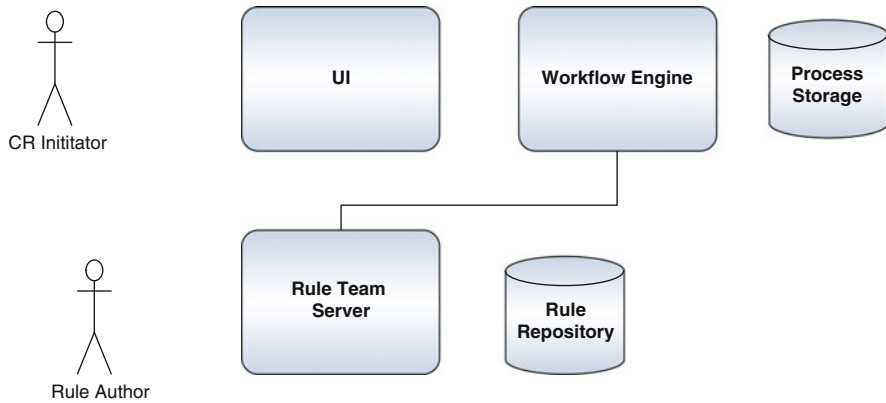 UI
Workflow Engine
Process
Storage
CR Inititator
Rule Team
Server
Rule
Repository
Rule Author